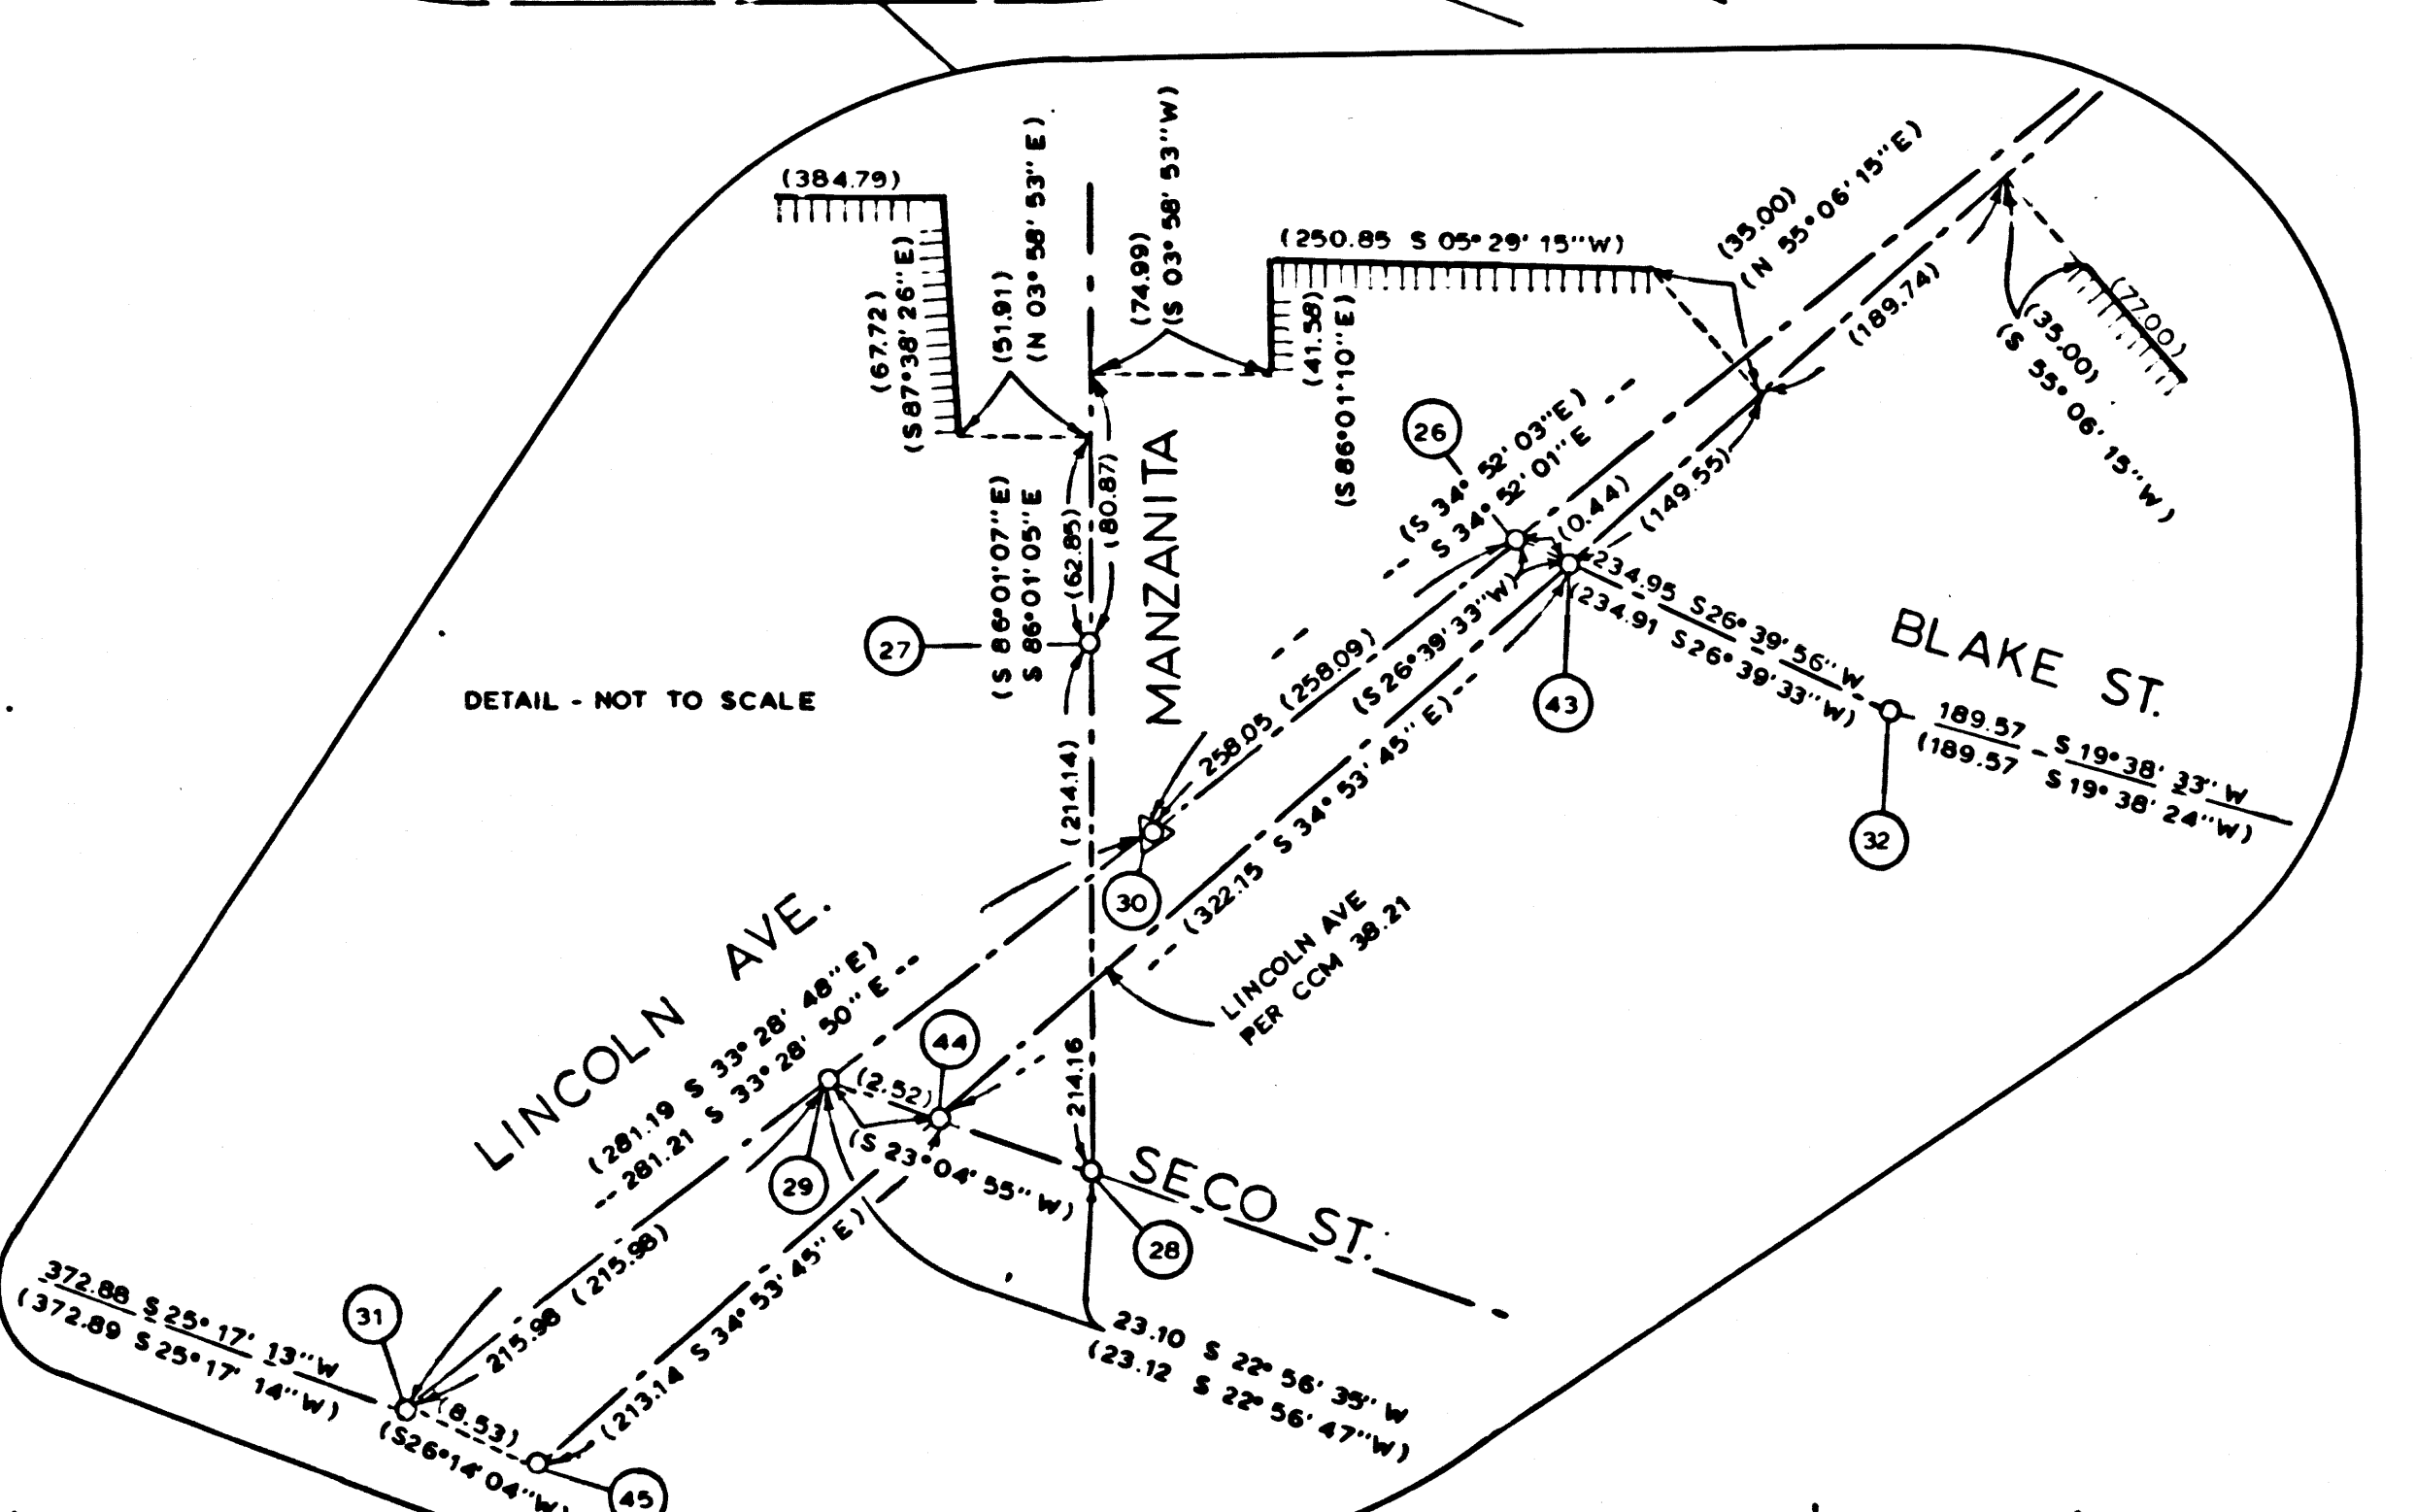 (384.79)
(67.72)
(S 87° 38' 26" E)
(51.91)
(N 03° 58' 53" E)
(74.99)
(S 03° 58' 53" W)
(250.85 S 05° 29' 15" W)
(41.58)
(S 86° 01' 10" E)
(35.00)
(N 55° 06' 15" E)
(189.74)
(77.00)
(35.00)
(S 55° 06' 15" W)
26
(S 34° 52' 03" E)
S 34° 52' 01" E
(0.44)
(149.55)
27
(S 86° 01' 07" E)
S 86° 01' 05" E
(62.85)
(80.87)
MANZANITA
DETAIL - NOT TO SCALE
(214.14)
258.05 (258.09)
(S 26° 39' 33" W)
43
234.95 S 26° 39' 56" W
(234.91 S 26° 39' 33" W)
BLAKE ST.
32
189.57 - S 19° 38' 33" W
(189.57 S 19° 38' 24" W)
30
(322.15 S 34° 53' 45" E)
LINCOLN AVE
PER CCM 38.21
LINCOLN AVE.
(281.19 S 33° 28' 48" E)
281.21 S 33° 28' 50" E
44
(2.52)
29
(S 23° 04' 55" W)
214.16
SECO ST.
28
23.10 S 22° 56' 35" W
(23.12 S 22° 56' 47" W)
215.98 (215.98)
(213.14 S 34° 53' 45" E)
372.88 S 25° 17' 13" W
(372.89 S 25° 17' 14" W)
31
(8.53)
(S 26° 14' 04" W)
45